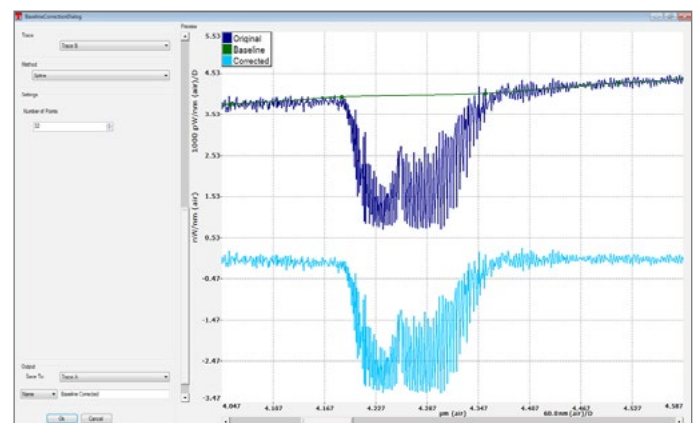 BaselineCorrectionDialog
Trace
Trace B
Method
Spline
Settings
Number of Points
32
Output
Save To:
Trace A
Name
Baseline Corrected
Ok
Cancel
Preview
Original
Baseline
Corrected
5.53
4.53
3.53
2.53
1.53
0.53
-0.47
-1.47
-2.47
-3.47
1000 pW/nm (air)/D
nW/nm (air)
4.047
4.107
4.167
4.227
4.287
4.347
4.407
4.467
4.527
4.587
µm (air)
60.0nm (air)/D